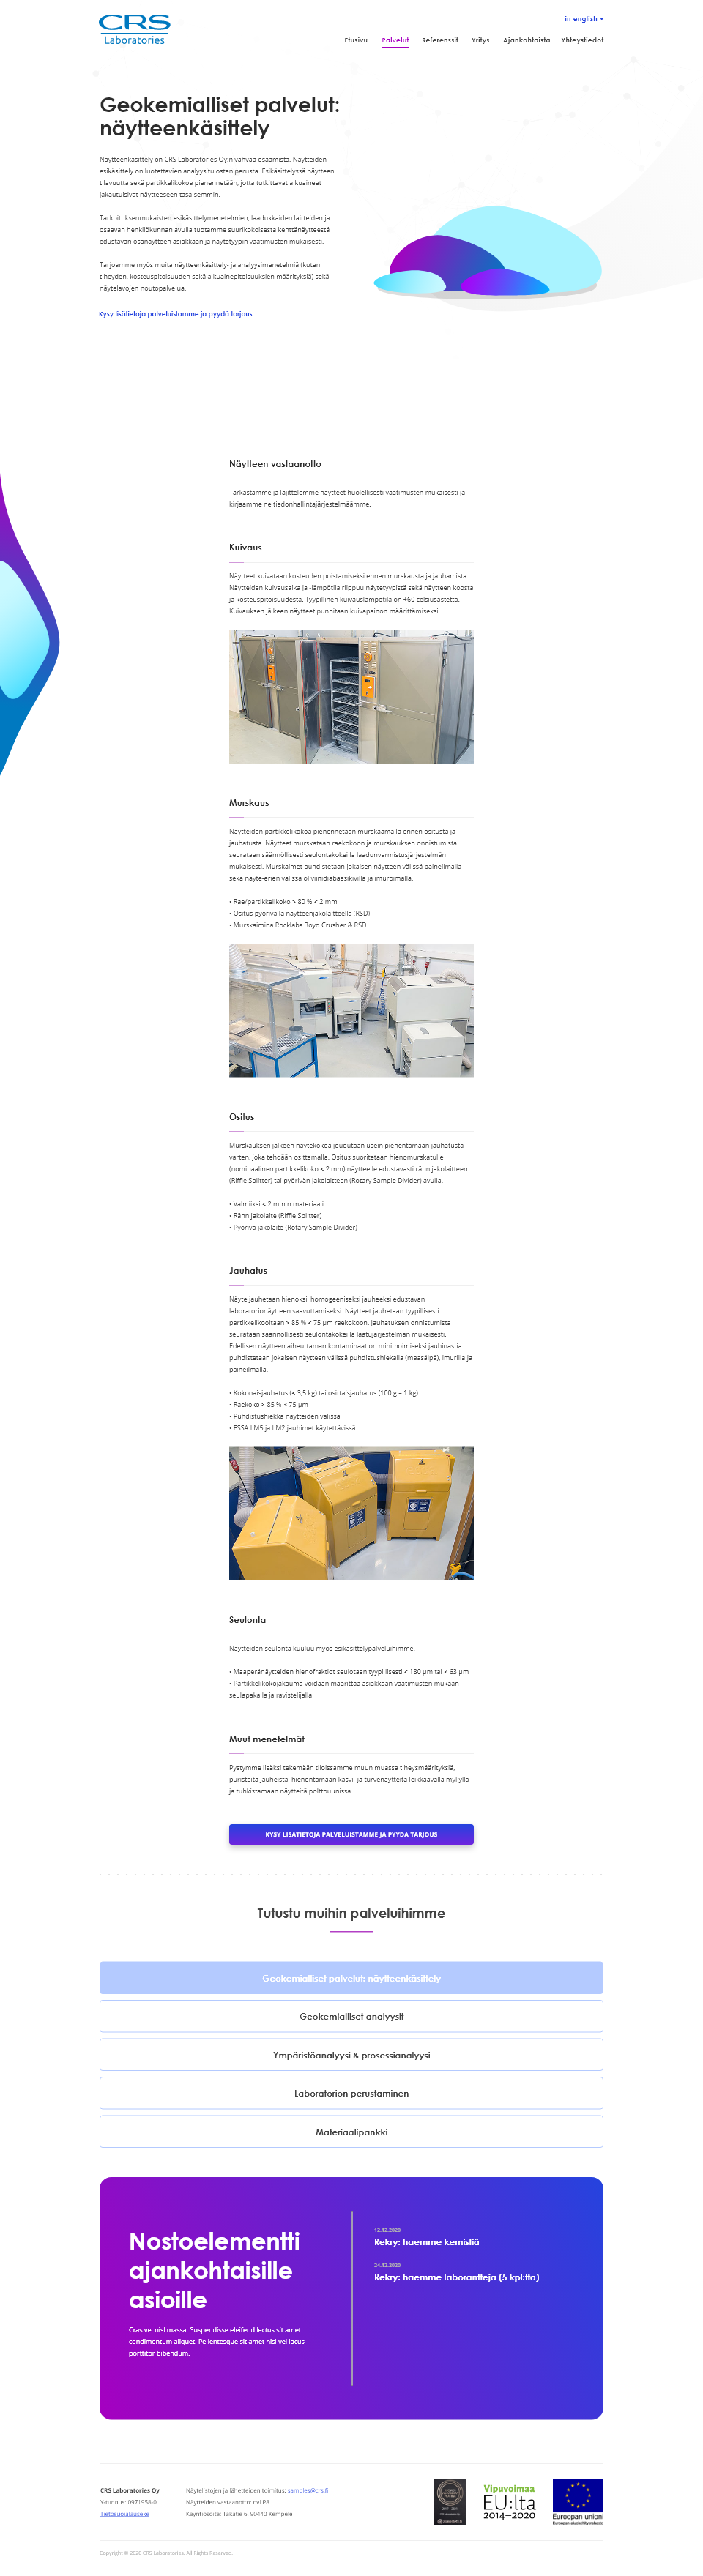 CRS
Laboratories
in english
Etusivu Palvelut Referenssit Yritys Ajankohtaista Yhteystiedot
Geokemialliset palvelut:
näytteenkäsittely
Näytteenkäsittely on CRS Laboratories Oy:n vahvaa osaamista. Näytteiden
esikäsittely on luotettavien analyysitulosten perusta. Esikäsittelyssä näytteen
tilavuutta sekä partikkelikokoa pienennetään, jotta tutkittavat alkuaineet
jakautuisivat näytteeseen tasaisemmin.
Tarkoituksenmukaisten esikäsittelymenetelmien, laadukkaiden laitteiden ja
osaavan henkilökunnan avulla tuotamme suurikokoisesta kenttänäytteestä
edustavan osanäytteen asiakkaan ja näytetyypin vaatimusten mukaisesti.
Tarjoamme myös muita näytteenkäsittely- ja analyysimenetelmiä (kuten
tiheyden, kosteuspitoisuuden sekä alkuainepitoisuuksien määrityksiä) sekä
näytelavojen noutopalvelua.
Kysy lisätietoja palveluistamme ja pyydä tarjous
Näytteen vastaanotto
Tarkastamme ja lajittelemme näytteet huolellisesti vaatimusten mukaisesti ja
kirjaamme ne tiedonhallintajärjestelmäämme.
Kuivaus
Näytteet kuivataan kosteuden poistamiseksi ennen murskausta ja jauhamista.
Näytteiden kuivausaika ja -lämpötila riippuu näytetyypistä sekä näytteen koosta
ja kosteuspitoisuudesta. Tyypillinen kuivauslämpötila on +60 celsiusastetta.
Kuivauksen jälkeen näytteet punnitaan kuivapainon määrittämiseksi.
Murskaus
Näytteiden partikkelikokoa pienennetään murskaamalla ennen ositusta ja
jauhatusta. Näytteet murskataan raekokoon ja murskauksen onnistumista
seurataan säännöllisesti seulontakokeilla laadunvarmistusjärjestelmän
mukaisesti. Murskaimet puhdistetaan jokaisen näytteen välissä paineilmalla
sekä näyte-erien välissä oliviinidiabaasikivillä ja imuroimalla.
• Rae/partikkelikoko > 80 % < 2 mm
• Ositus pyörivällä näytteenjakolaitteella (RSD)
• Murskaimina Rocklabs Boyd Crusher & RSD
Ositus
Murskauksen jälkeen näytekokoa joudutaan usein pienentämään jauhatusta
varten, joka tehdään osittamalla. Ositus suoritetaan hienomurskatulle
(nominaalinen partikkelikoko < 2 mm) näytteelle edustavasti rännijakolaitteen
(Riffle Splitter) tai pyörivän jakolaitteen (Rotary Sample Divider) avulla.
• Valmiiksi < 2 mm:n materiaali
• Rännijakolaite (Riffle Splitter)
• Pyörivä jakolaite (Rotary Sample Divider)
Jauhatus
Näyte jauhetaan hienoksi, homogeeniseksi jauheeksi edustavan
laboratorionäytteen saavuttamiseksi. Näytteet jauhetaan tyypillisesti
partikkelikooltaan > 85 % < 75 µm raekokoon. Jauhatuksen onnistumista
seurataan säännöllisesti seulontakokeilla laatujärjestelmän mukaisesti.
Edellisen näytteen aiheuttaman kontaminaation minimoimiseksi jauhinastia
puhdistetaan jokaisen näytteen välissä puhdistushiekalla (maasälpä), imurilla ja
paineilmalla.
• Kokonaisjauhatus (< 3,5 kg) tai osittaisjauhatus (100 g – 1 kg)
• Raekoko > 85 % < 75 µm
• Puhdistushiekka näytteiden välissä
• ESSA LM5 ja LM2 jauhimet käytettävissä
Seulonta
Näytteiden seulonta kuuluu myös esikäsittelypalveluihimme.
• Maaperänäytteiden hienofraktiot seulotaan tyypillisesti < 180 µm tai < 63 µm
• Partikkelikokojakauma voidaan määrittää asiakkaan vaatimusten mukaan
seulapakalla ja ravistelijalla
Muut menetelmät
Pystymme lisäksi tekemään tiloissamme muun muassa tiheysmäärityksiä,
puristeita jauheista, hienontamaan kasvi- ja turvenäytteitä leikkaavalla myllyllä
ja tuhkistamaan näytteitä polttouunissa.
KYSY LISÄTIETOJA PALVELUISTAMME JA PYYDÄ TARJOUS
Tutustu muihin palveluihimme
Geokemialliset palvelut: näytteenkäsittely
Geokemialliset analyysit
Ympäristöanalyysi & prosessianalyysi
Laboratorion perustaminen
Materiaalipankki
Nostoelementti
ajankohtaisille
asioille
Cras vel nisl massa. Suspendisse eleifend lectus sit amet
condimentum aliquet. Pellentesque sit amet nisl vel lacus
porttitor bibendum.
12.12.2020
Rekry: haemme kemistiä
24.12.2020
Rekry: haemme laborantteja (5 kpl:tta)
CRS Laboratories Oy
Y-tunnus: 0971958-0
Tietosuojalauseke
Näytelistojen ja lähetteiden toimitus: samples@crs.fi
Näytteiden vastaanotto: ovi P8
Käyntiosoite: Takatie 6, 90440 Kempele
Vipuvoimaa
EU:lta
2014–2020
Euroopan unioni
Euroopan aluekehitysrahasto
Copyright © 2020 CRS Laboratories. All Rights Reserved.